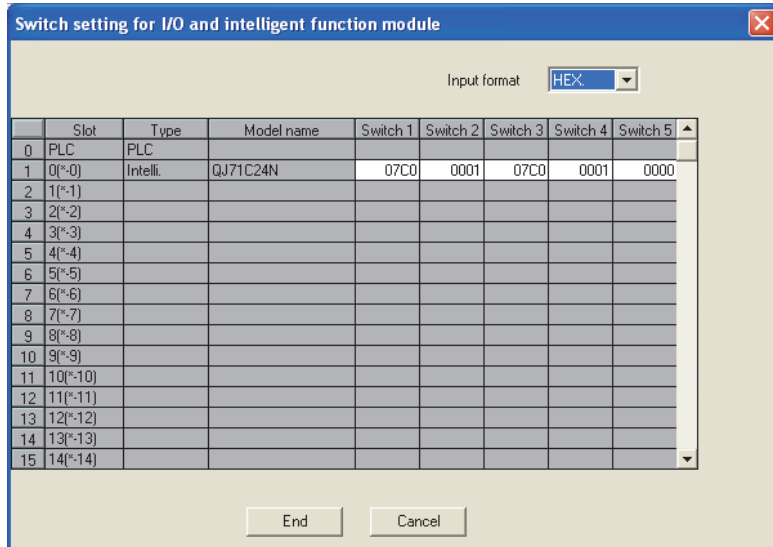 Switch setting for I/O and intelligent function module
Input format HEX.
Slot Type Model name Switch 1 Switch 2 Switch 3 Switch 4 Switch 5
0 PLC PLC
1 0(*-0) Intelli. QJ71C24N 07C0 0001 07C0 0001 0000
2 1(*-1)
3 2(*-2)
4 3(*-3)
5 4(*-4)
6 5(*-5)
7 6(*-6)
8 7(*-7)
9 8(*-8)
10 9(*-9)
11 10(*-10)
12 11(*-11)
13 12(*-12)
14 13(*-13)
15 14(*-14)
End Cancel